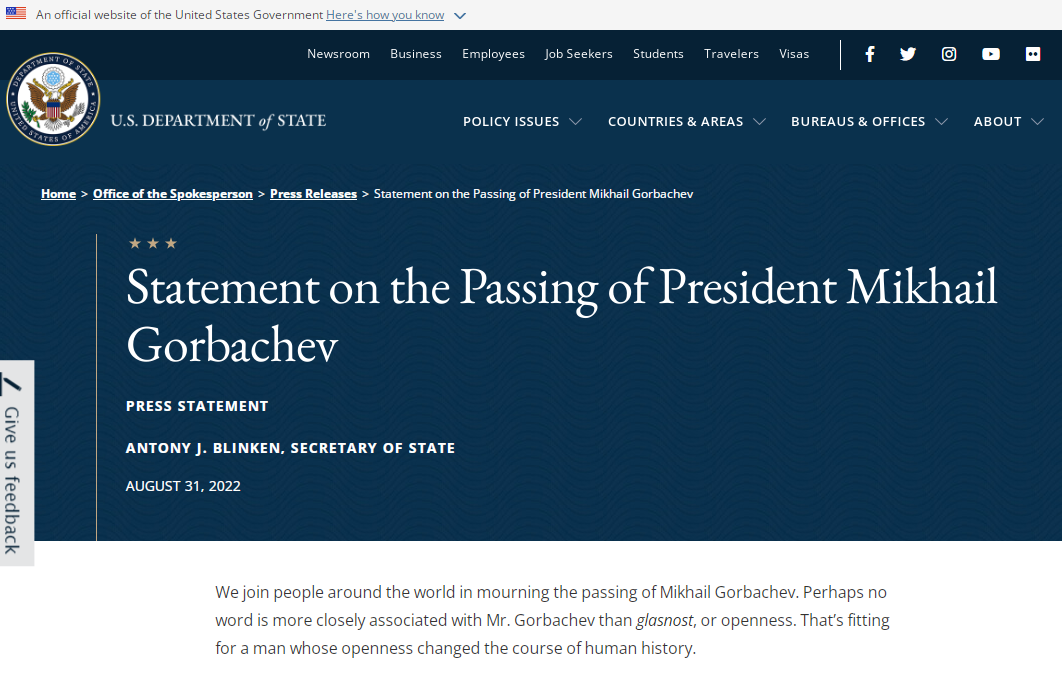 An official website of the United States Government Here's how you know
Newsroom Business Employees Job Seekers Students Travelers Visas
DEPARTMENT OF STATE
UNITED STATES OF AMERICA
U.S. DEPARTMENT of STATE
POLICY ISSUES COUNTRIES & AREAS BUREAUS & OFFICES ABOUT
Home > Office of the Spokesperson > Press Releases > Statement on the Passing of President Mikhail Gorbachev
Statement on the Passing of President Mikhail
Gorbachev
PRESS STATEMENT
ANTONY J. BLINKEN, SECRETARY OF STATE
AUGUST 31, 2022
Give us feedback
We join people around the world in mourning the passing of Mikhail Gorbachev. Perhaps no
word is more closely associated with Mr. Gorbachev than glasnost, or openness. That’s fitting
for a man whose openness changed the course of human history.